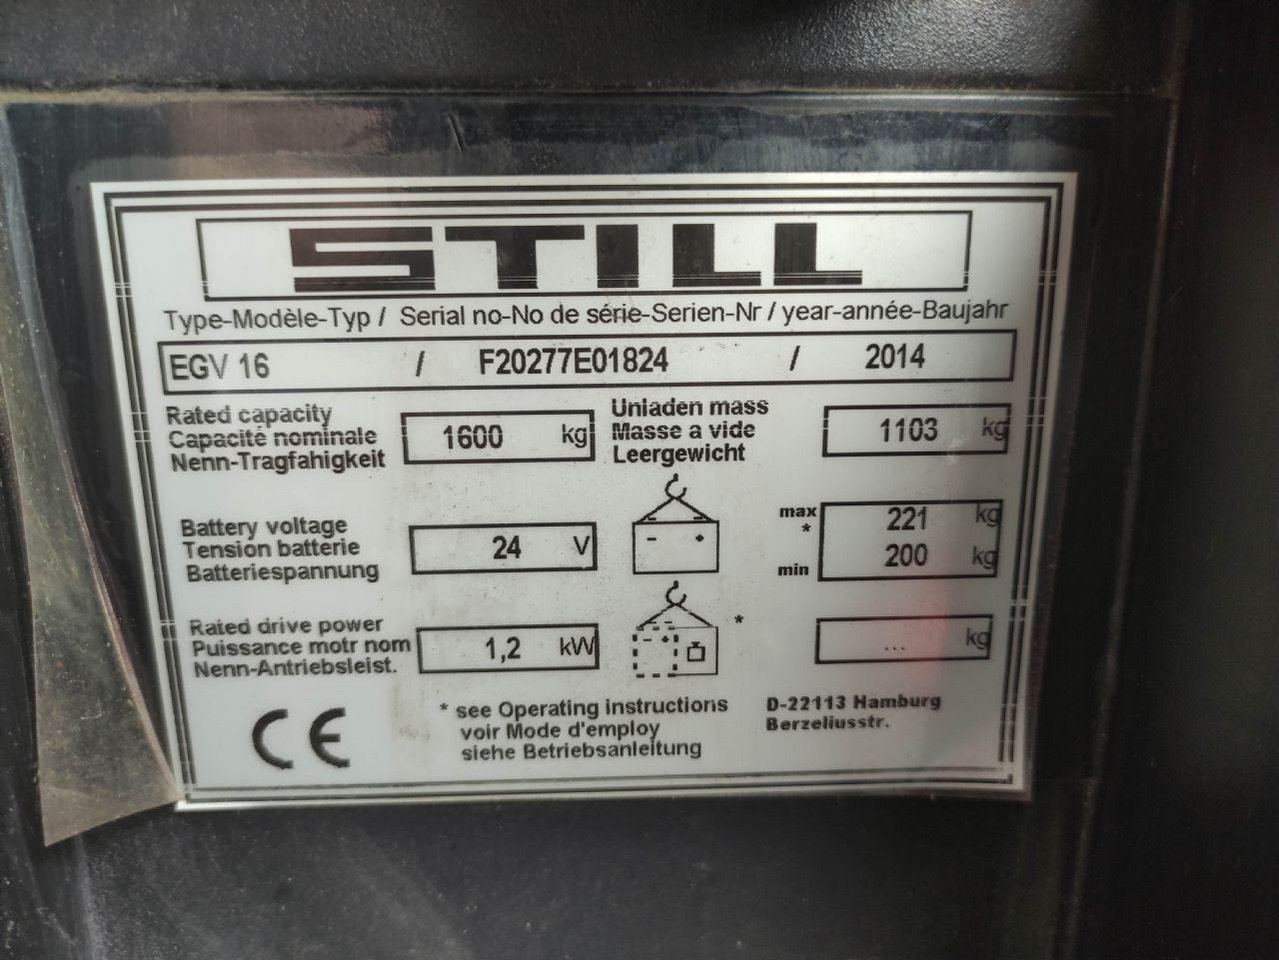 STILL
Type-Modèle-Typ / Serial no-No de série-Serien-Nr / year-année-Baujahr
EGV 16 / F20277E01824 / 2014
Rated capacity
Capacité nominale
Nenn-Tragfahigkeit
1600 kg
Unladen mass
Masse a vide
Leergewicht
1103 kg
Battery voltage
Tension batterie
Batteriespannung
24 V
- +
max
*
min
221 kg
200 kg
Rated drive power
Puissance motr nom
Nenn-Antriebsleist.
1,2 kW
- +
*
... kg
CE
* see Operating instructions
voir Mode d'employ
siehe Betriebsanleitung
D-22113 Hamburg
Berzeliusstr.